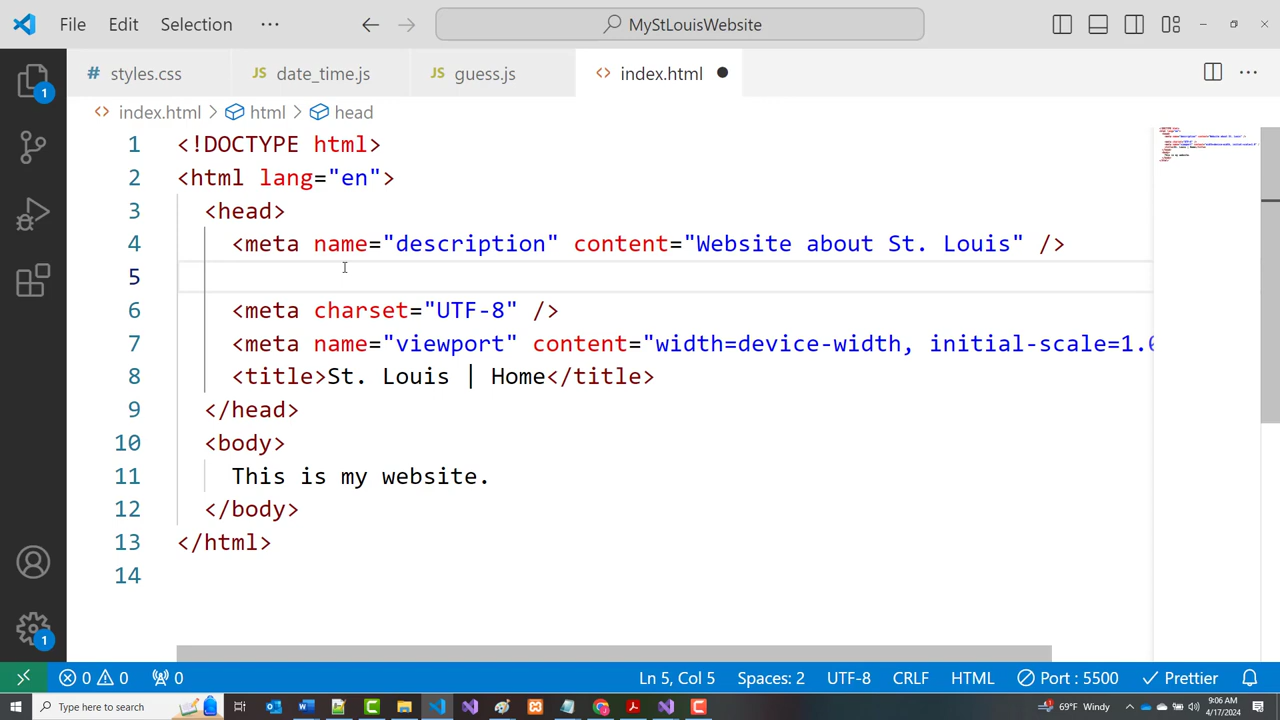 File Edit Selection ··· MyStLouisWebsite
# styles.css JS date_time.js JS guess.js <> index.html
<> index.html > html > head
1 <!DOCTYPE html>
2 <html lang="en">
3 <head>
4 <meta name="description" content="Website about St. Louis" />
5
6 <meta charset="UTF-8" />
7 <meta name="viewport" content="width=device-width, initial-scale=1.0
8 <title>St. Louis | Home</title>
9 </head>
10 <body>
11 This is my website.
12 </body>
13 </html>
14
1
1
0 0 0 Ln 5, Col 5 Spaces: 2 UTF-8 CRLF HTML Port : 5500 Prettier
Type here to search 69°F Windy 9:06 AM
4/17/2024